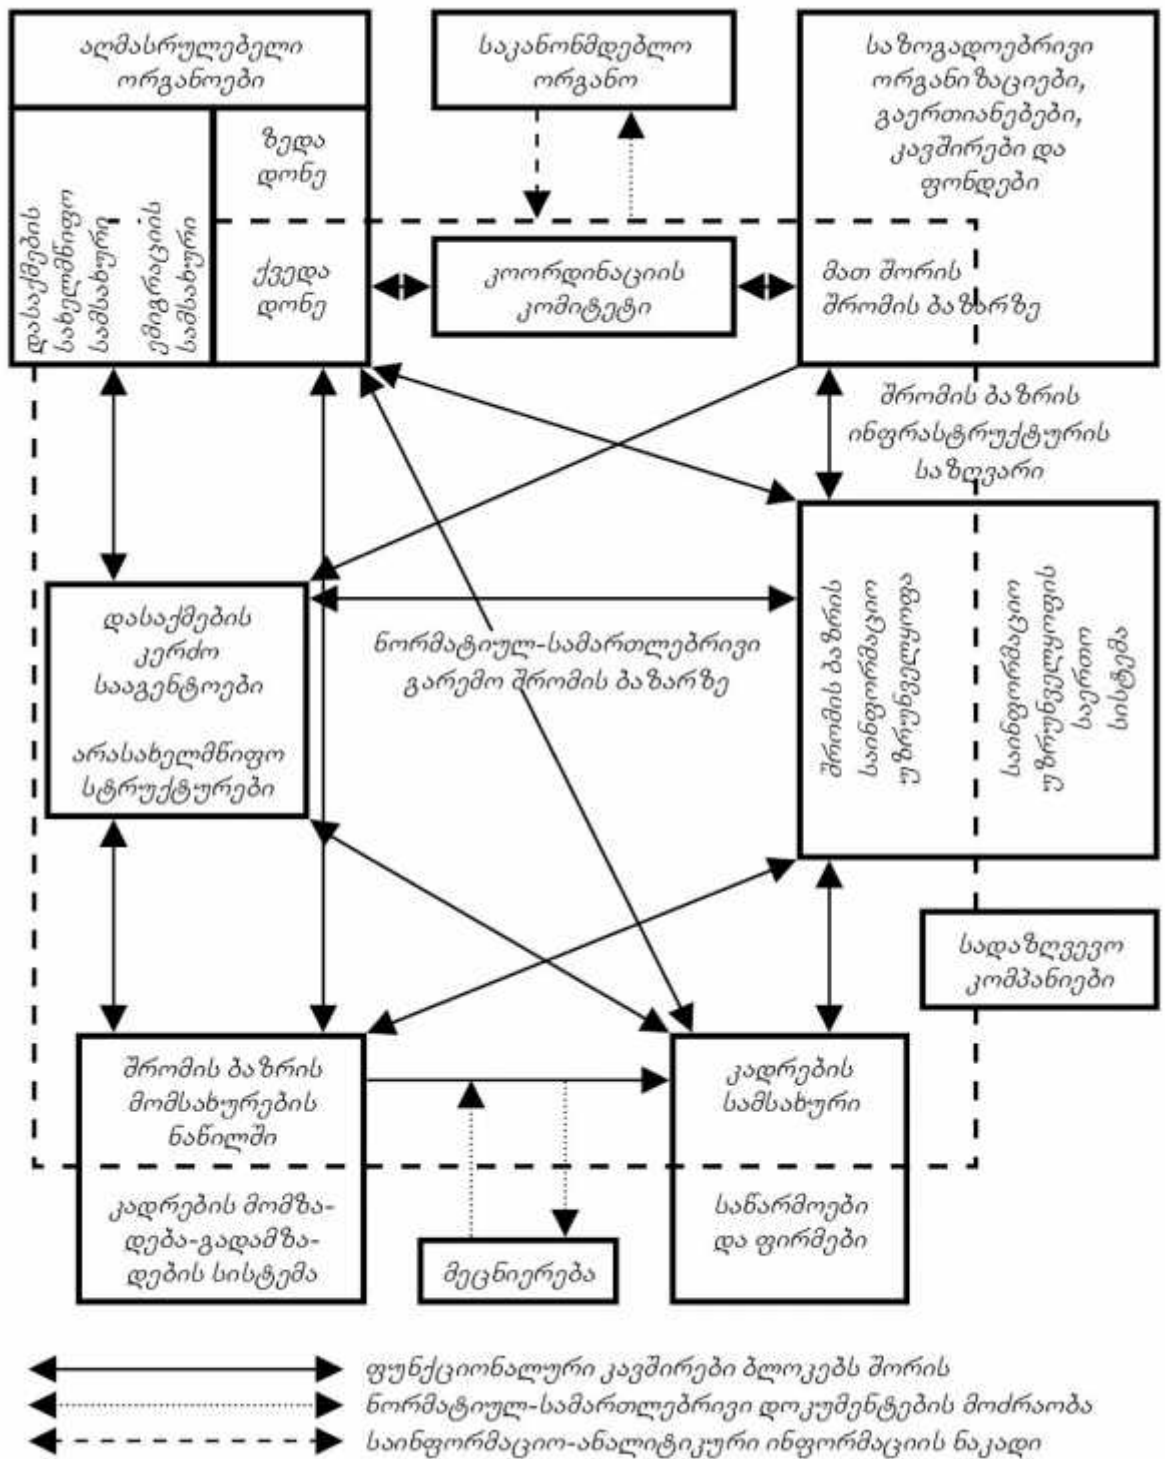 აღმასრულებელი
ორგანოები
საკანონმდებლო
ორგანო
საზოგადოებრივი
ორგანიზაციები,
გაერთიანებები,
კავშირები და
ფონდები
ზედა
დონე
დასაქმების
სახელმწიფო
სამსახური
ემიგრაციის
სამსახური
ქვედა
დონე
კოორდინაციის
კომიტეტი
მათ შორის
შრომის ბაზარზე
შრომის ბაზრის
ინფრასტრუქტურის
საზღვარი
დასაქმების
კერძო
სააგენტოები
არასახელმწიფო
სტრუქტურები
ნორმატიულ-სამართლებრივი
გარემო შრომის ბაზარზე
შრომის ბაზრის
საინფორმაციო
უზრუნველყოფა
საინფორმაციო
უზრუნველყოფის
საერთო
სისტემა
სადაზღვევო
კომპანიები
შრომის ბაზრის
მომსახურების
ნაწილში
კადრების მომზა-
დება-გადამზა-
დების სისტემა
კადრების
სამსახური
საწარმოები
და ფირმები
მეცნიერება
ფუნქციონალური კავშირები ბლოკებს შორის
ნორმატიულ-სამართლებრივი დოკუმენტების მოძრაობა
საინფორმაციო-ანალიტიკური ინფორმაციის ნაკადი